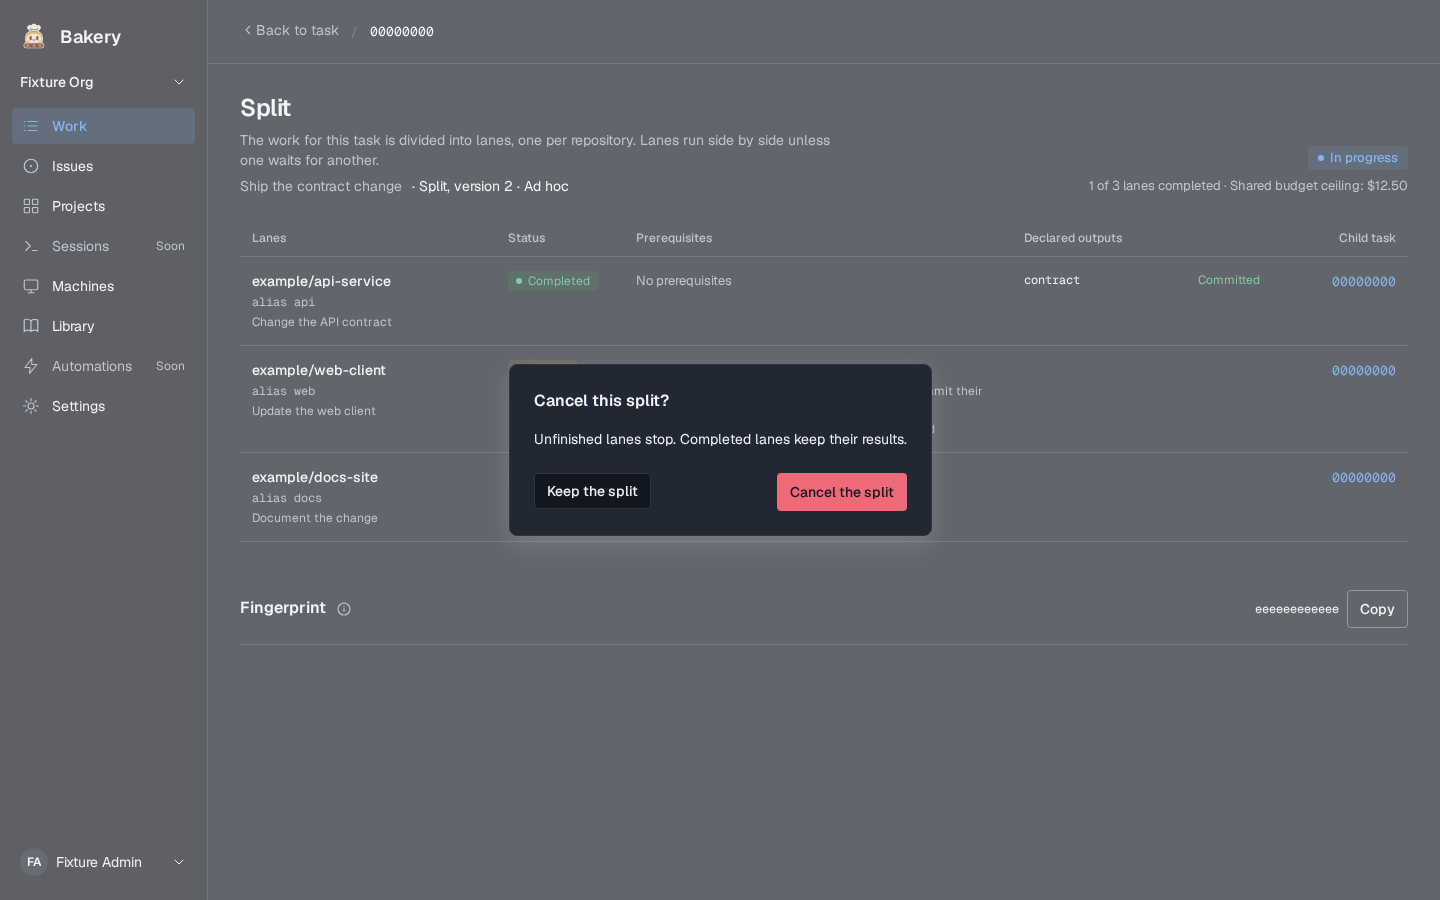 Bakery
Fixture Org
Work
Issues
Projects
Sessions Soon
Machines
Library
Automations Soon
Settings
FA Fixture Admin
Back to task / 00000000
Split
The work for this task is divided into lanes, one per repository. Lanes run side by side unless
one waits for another.
In progress
Ship the contract change · Split, version 2 · Ad hoc
1 of 3 lanes completed · Shared budget ceiling: $12.50
Lanes Status Prerequisites Declared outputs Child task
example/api-service Completed No prerequisites contract Committed 00000000
alias api
Change the API contract
example/web-client 00000000
alias web
their
Update the web client
example/docs-site 00000000
alias docs
Document the change
Cancel this split?
Unfinished lanes stop. Completed lanes keep their results.
Keep the split Cancel the split
Fingerprint eeeeeeeeeeee Copy